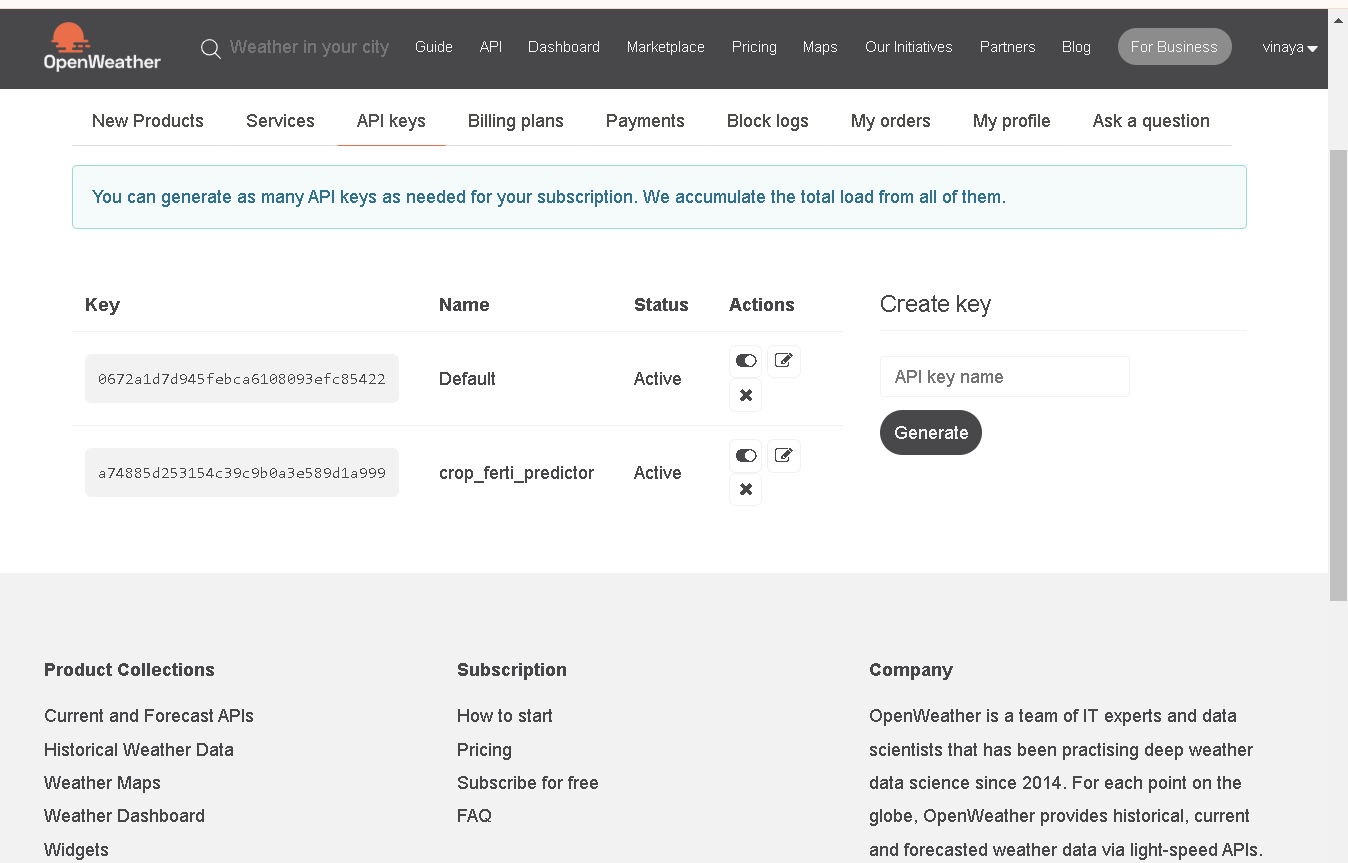 OpenWeather
Weather in your city Guide API Dashboard Marketplace Pricing Maps Our Initiatives Partners Blog For Business vinaya
New Products Services API keys Billing plans Payments Block logs My orders My profile Ask a question
You can generate as many API keys as needed for your subscription. We accumulate the total load from all of them.
Key Name Status Actions Create key
0672a1d7d945febca6108093efc85422 Default Active API key name
Generate
a74885d253154c39c9b0a3e589d1a999 crop_ferti_predictor Active
Product Collections Subscription Company
Current and Forecast APIs How to start OpenWeather is a team of IT experts and data
Historical Weather Data Pricing scientists that has been practising deep weather
Weather Maps Subscribe for free data science since 2014. For each point on the
Weather Dashboard FAQ globe, OpenWeather provides historical, current
Widgets and forecasted weather data via light-speed APIs.